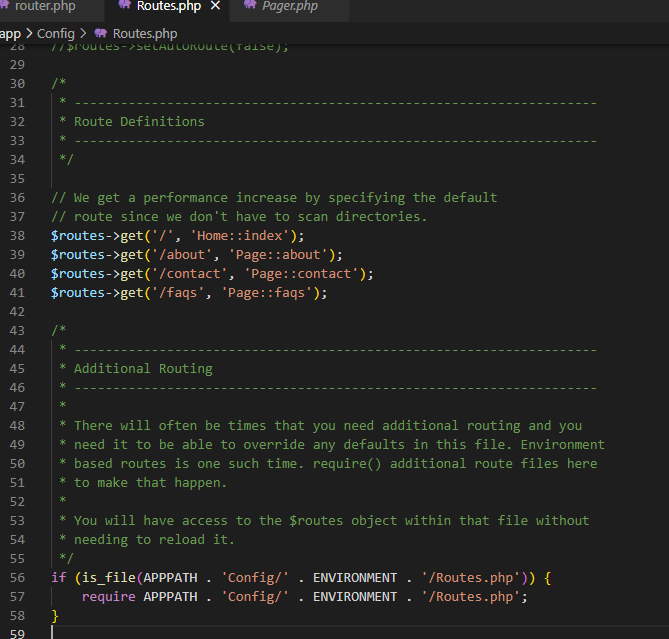 router.php Routes.php × Pager.php
app > Config > Routes.php
28 //$routes->setAutoRoute(false);
29
30 /*
31  * --------------------------------------------------------------------
32  * Route Definitions
33  * --------------------------------------------------------------------
34  */
35
36 // We get a performance increase by specifying the default
37 // route since we don't have to scan directories.
38 $routes->get('/', 'Home::index');
39 $routes->get('/about', 'Page::about');
40 $routes->get('/contact', 'Page::contact');
41 $routes->get('/faqs', 'Page::faqs');
42
43 /*
44  * --------------------------------------------------------------------
45  * Additional Routing
46  * --------------------------------------------------------------------
47  *
48  * There will often be times that you need additional routing and you
49  * need it to be able to override any defaults in this file. Environment
50  * based routes is one such time. require() additional route files here
51  * to make that happen.
52  *
53  * You will have access to the $routes object within that file without
54  * needing to reload it.
55  */
56 if (is_file(APPPATH . 'Config/' . ENVIRONMENT . '/Routes.php')) {
57     require APPPATH . 'Config/' . ENVIRONMENT . '/Routes.php';
58 }
59